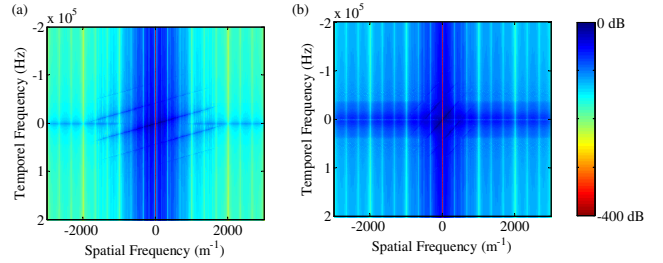 (a)
-2 x 10^5
-1
0
1
2
Temporel Frequency (Hz)
-2000 0 2000
Spatial Frequency (m^-1)
(b)
-2 x 10^5
-1
0
1
2
Temporel Frequency (Hz)
-2000 0 2000
Spatial Frequency (m^-1)
0 dB
-400 dB